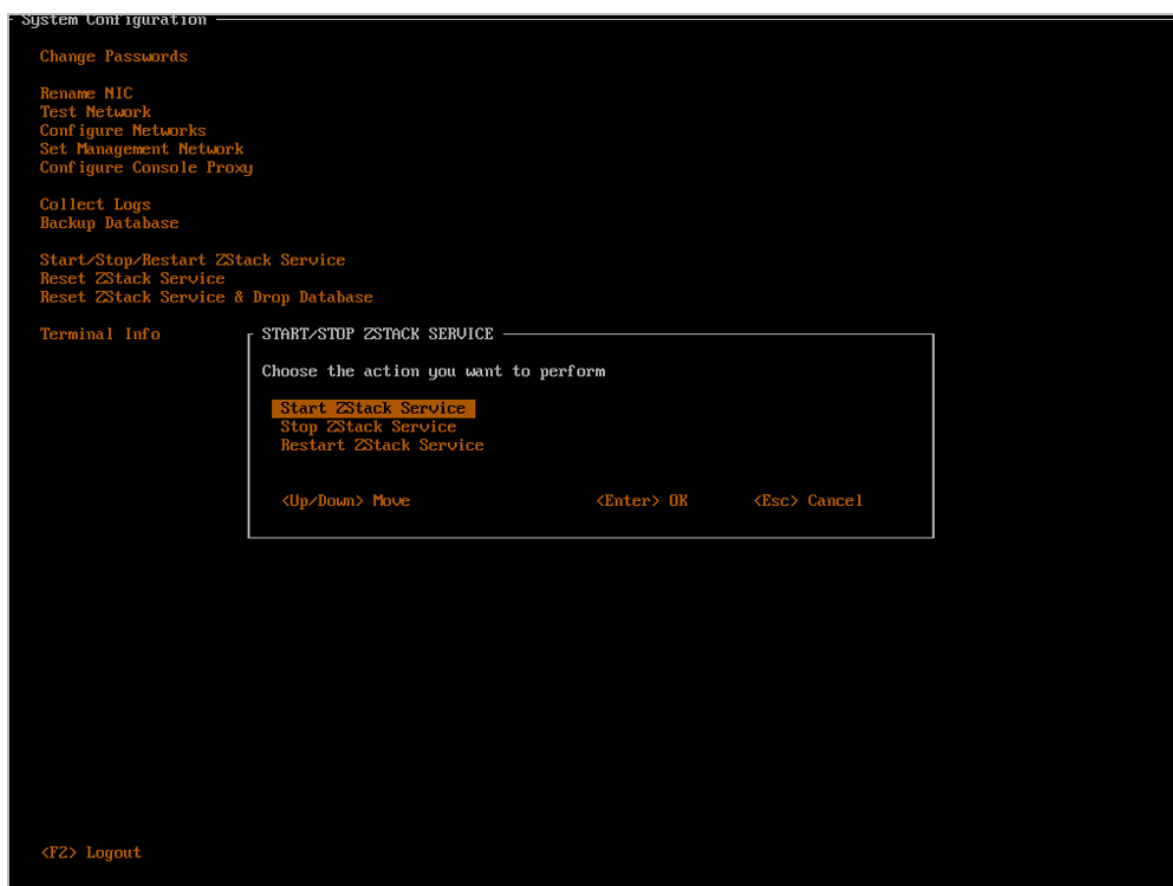 System Configuration
Change Passwords
Rename NIC
Test Network
Configure Networks
Set Management Network
Configure Console Proxy
Collect Logs
Backup Database
Start/Stop/Restart ZStack Service
Reset ZStack Service
Reset ZStack Service & Drop Database
Terminal Info
START/STOP ZSTACK SERVICE
Choose the action you want to perform
Start ZStack Service
Stop ZStack Service
Restart ZStack Service
<Up/Down> Move <Enter> OK <Esc> Cancel
<F2> Logout